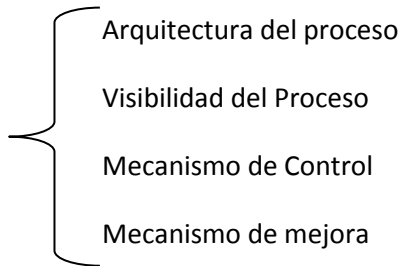 Arquitectura del proceso
Visibilidad del Proceso
Mecanismo de Control
Mecanismo de mejora